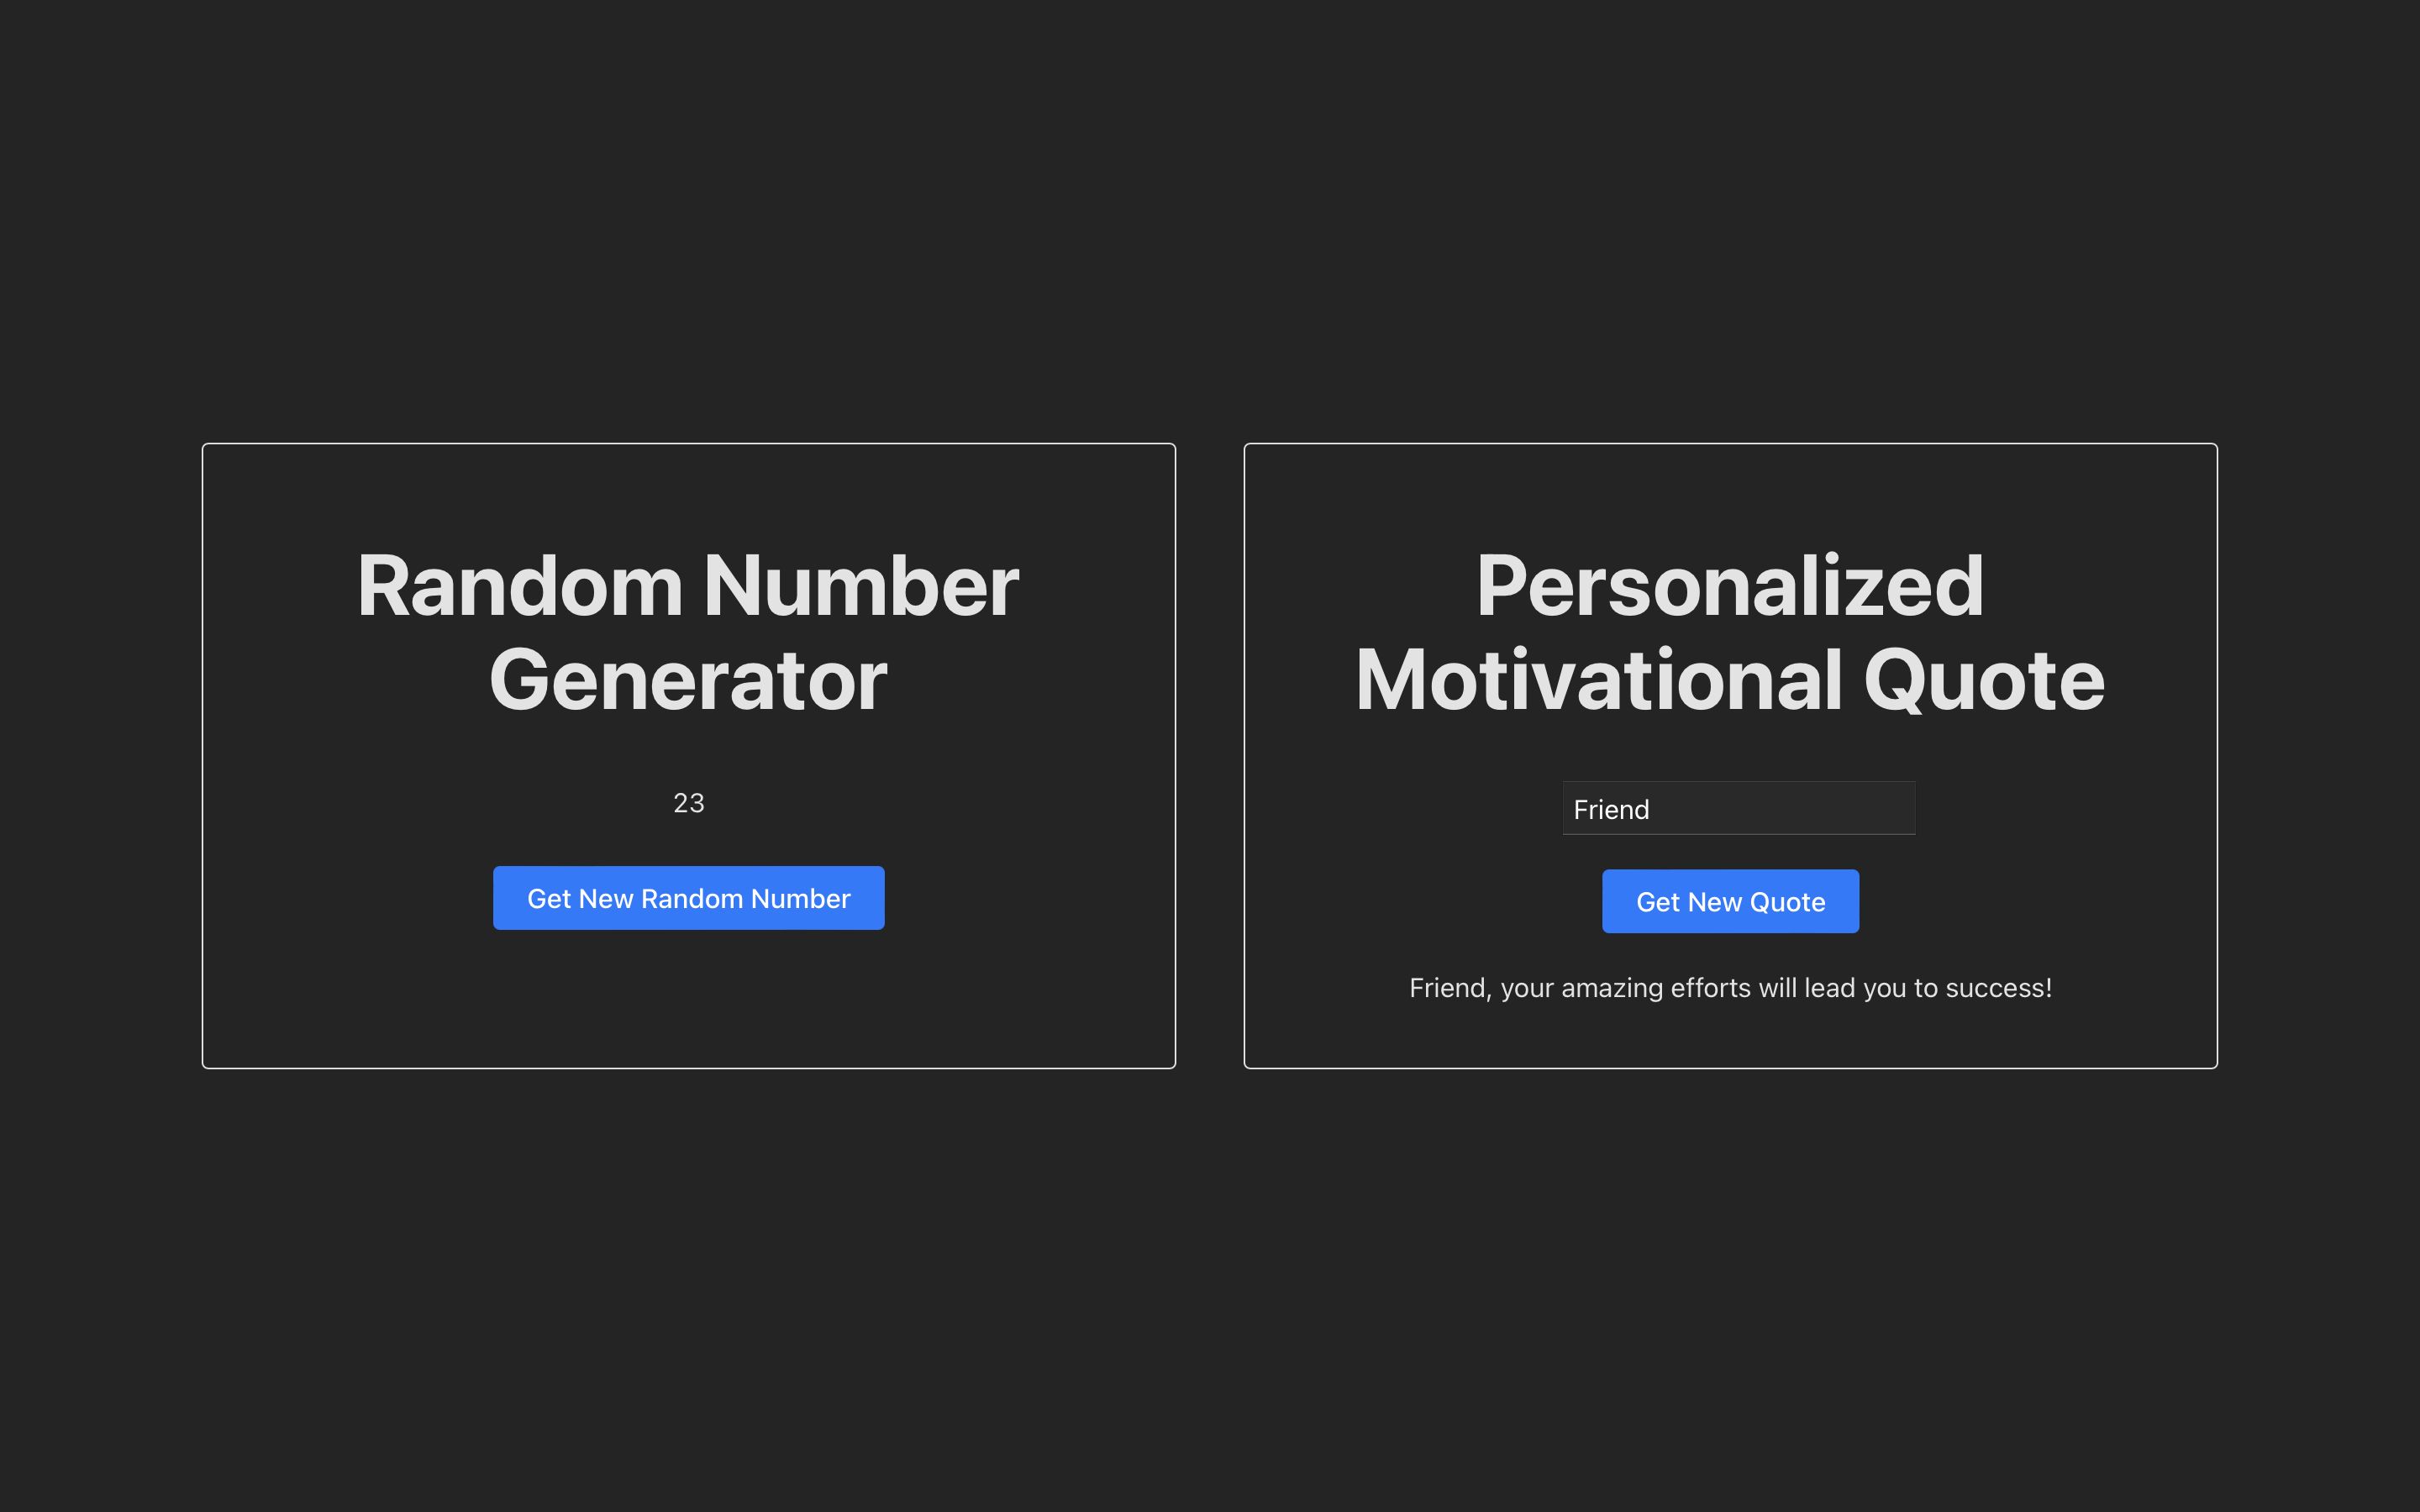 Random Number
Generator
23
Get New Random Number
Personalized
Motivational Quote
Friend
Get New Quote
Friend, your amazing efforts will lead you to success!